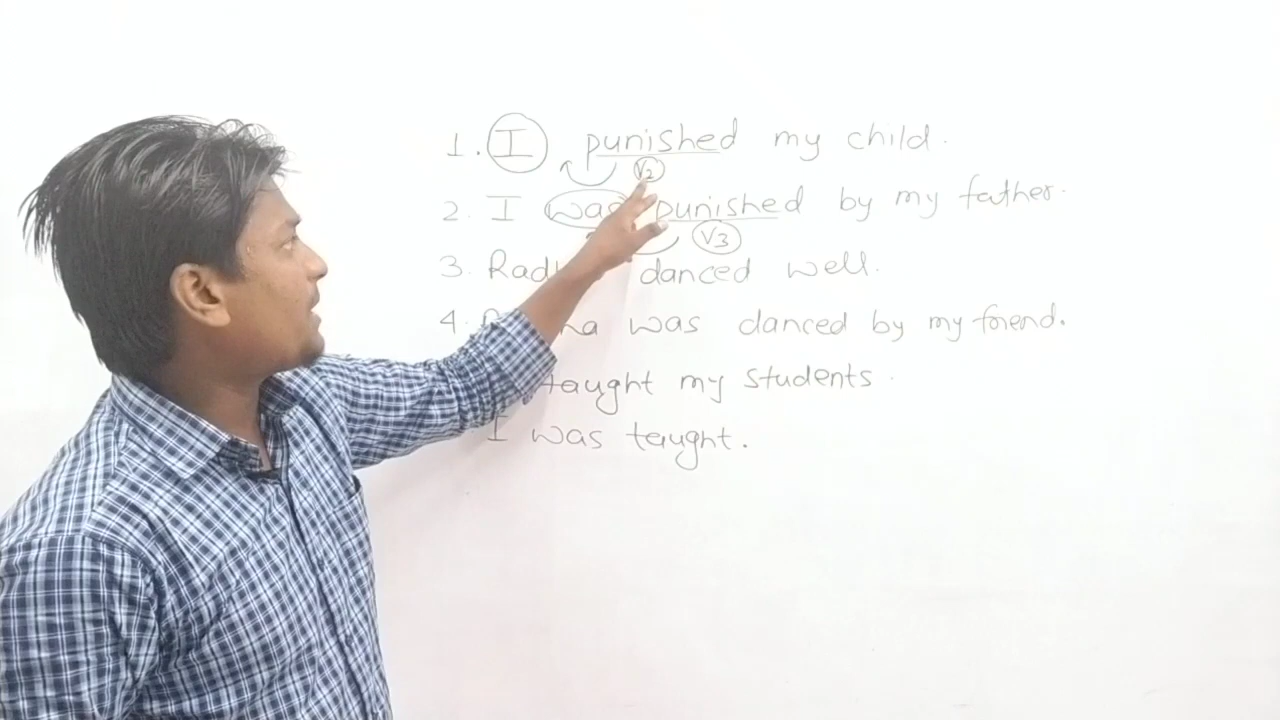 1. I punished my child.
V2
2. I was punished by my father.
V3
3. danced well.
4. was danced by my friend.
taught my students.
I was taught.